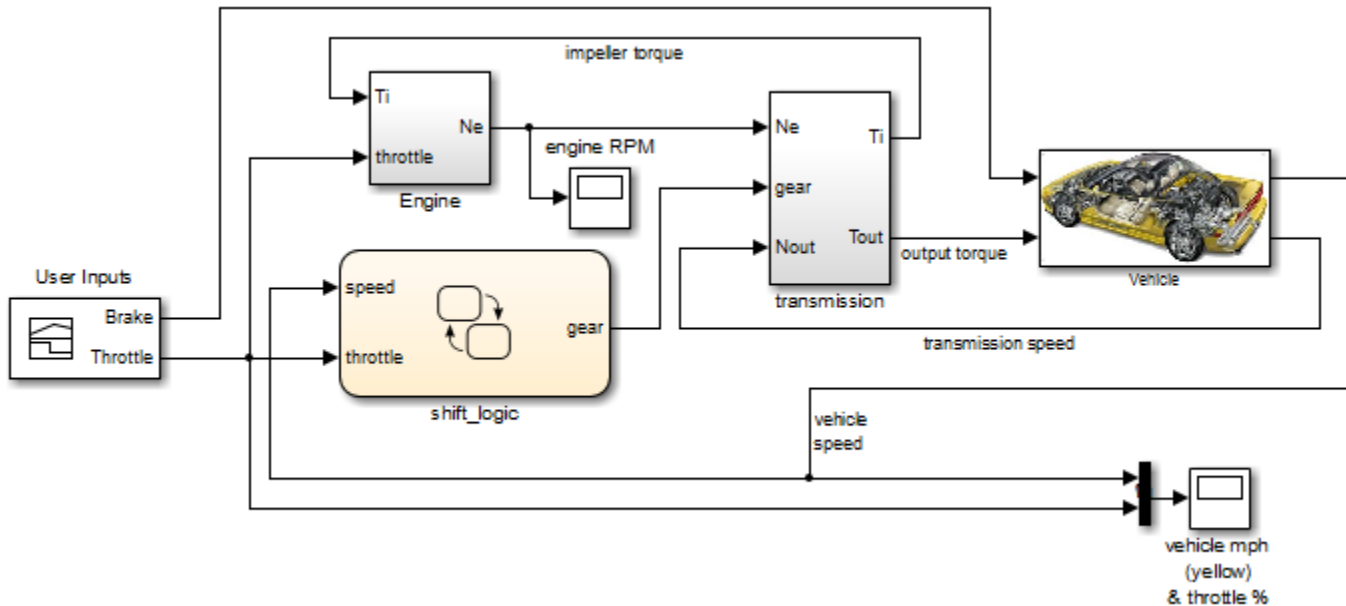 impeller torque
Ti
Ne
throttle
Engine
engine RPM
Ne
Ti
gear
Nout
Tout
transmission
output torque
Vehicle
transmission speed
User Inputs
Brake
Throttle
speed
gear
throttle
shift_logic
vehicle
speed
vehicle mph
(yellow)
& throttle %